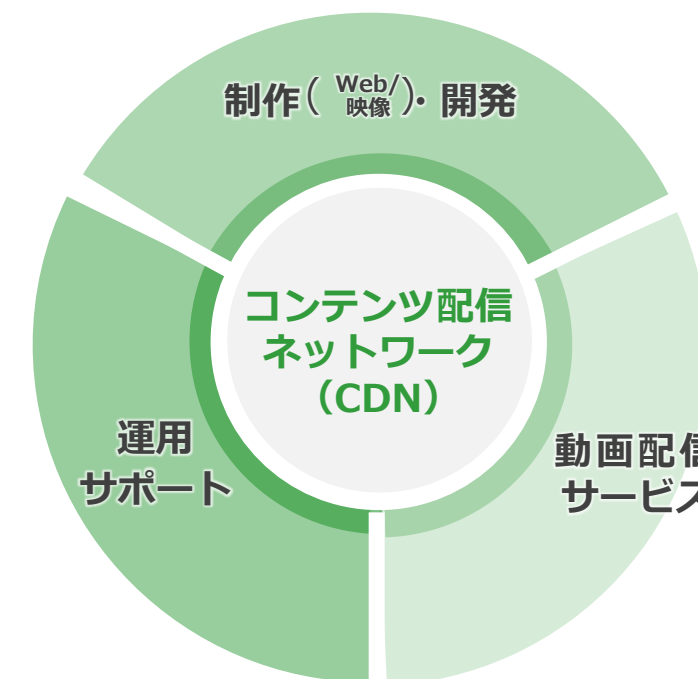 制作(Web/映像)・開発
コンテンツ配信
ネットワーク
（CDN）
運用
サポート
動画配信
サービス